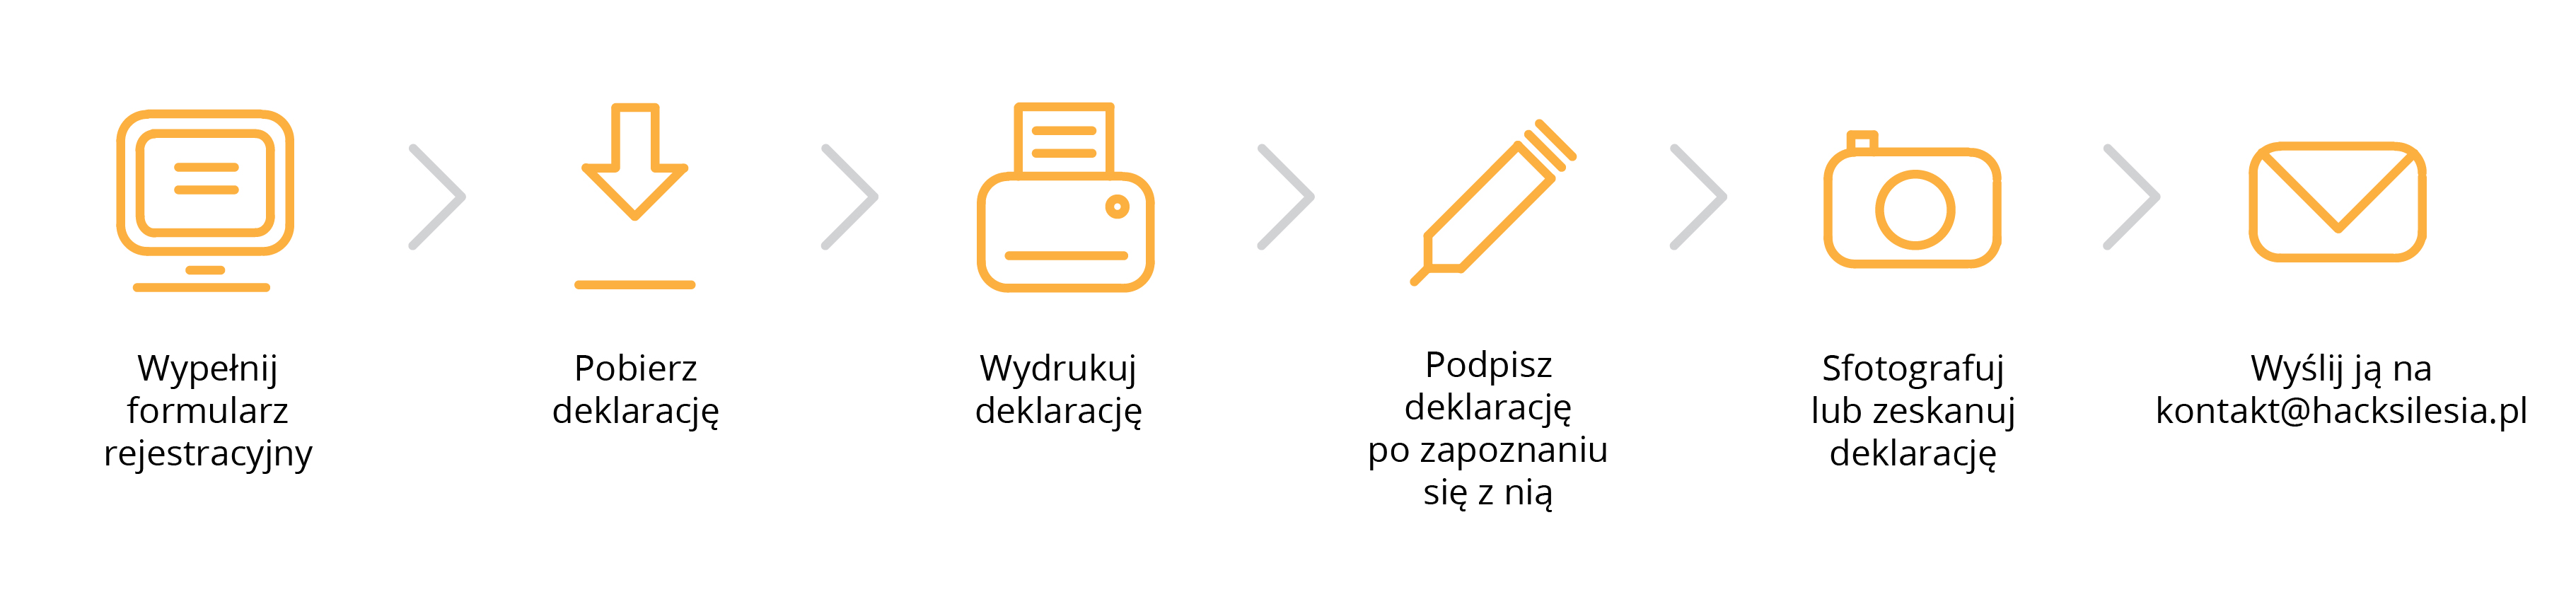 Wypełnij
formularz
rejestracyjny
Pobierz
deklarację
Wydrukuj
deklarację
Podpisz
deklarację
po zapoznaniu
się z nią
Sfotografuj
lub zeskanuj
deklarację
Wyślij ją na
kontakt@hacksilesia.pl